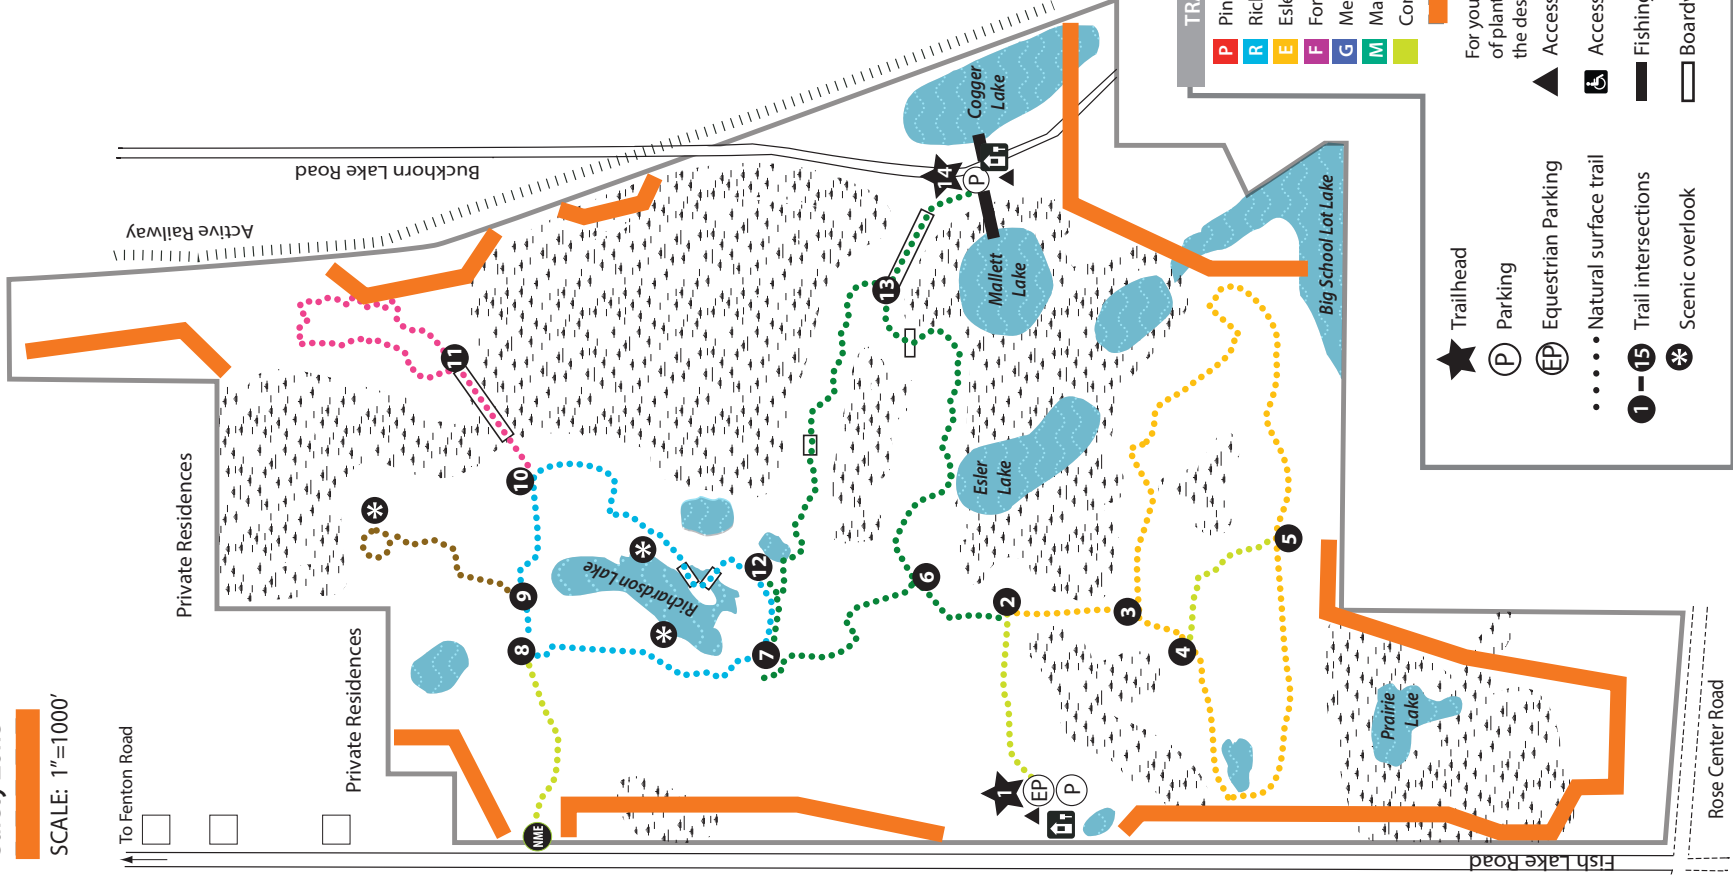 SCALE: 1"=1000'
To Fenton Road
Private Residences
Private Residences
Active Railway
Buckhorn Lake Road
Fish Lake Road
Rose Center Road
Cogger
Lake
Mallett
Lake
Esler
Lake
Richardson Lake
Big School Lot Lake
Prairie
Lake
NME
1
EP
P
2
3
4
5
6
7
8
9
10
11
12
13
14
P
Trailhead
P Parking
EP Equestrian Parking
Natural surface trail
1 – 15 Trail intersections
Scenic overlook
P
R
E
F
G
M
For you
of plant
the des
Access
Access
Fishing